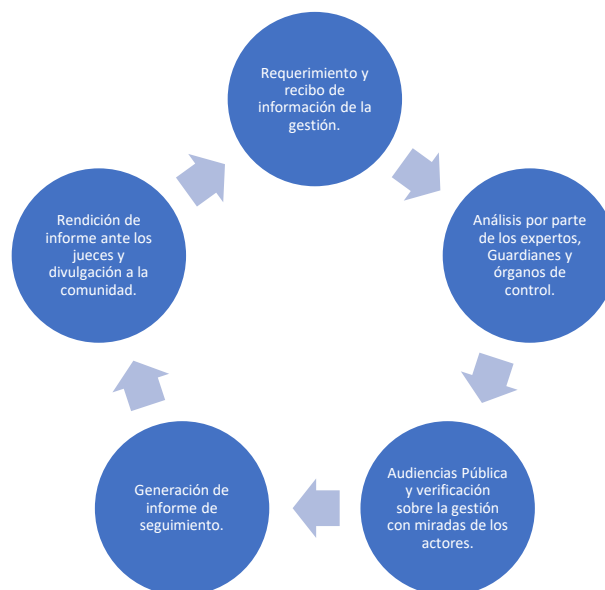 Requerimiento y
recibo de
información de la
gestión.
Análisis por parte
de los expertos,
Guardianes y
órganos de
control.
Audiencias Pública
y verificación
sobre la gestión
con miradas de los
actores.
Generación de
informe de
seguimiento.
Rendición de
informe ante los
jueces y
divulgación a la
comunidad.